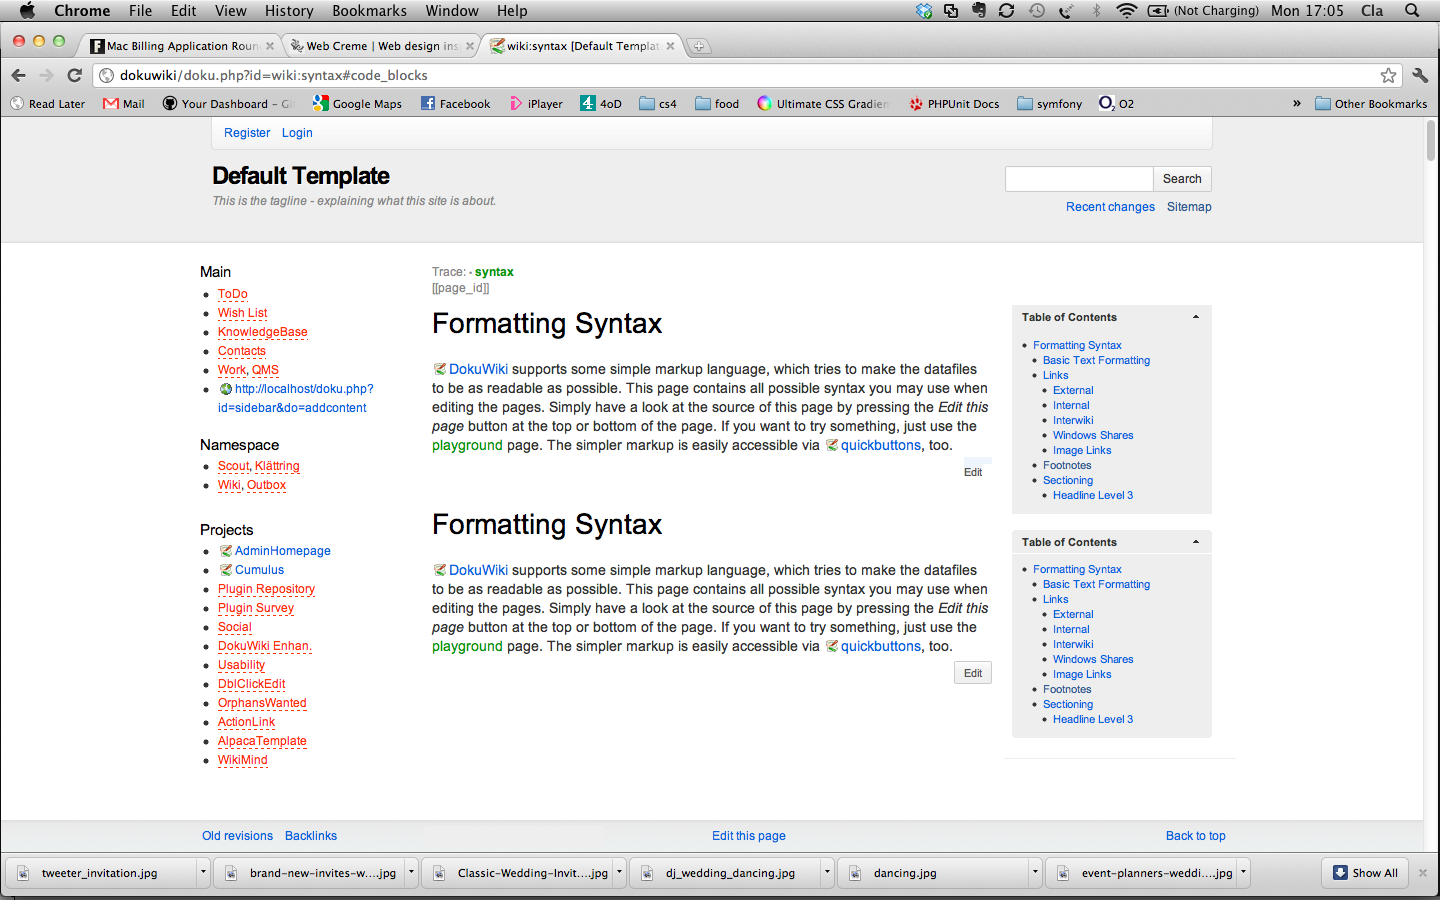 Chrome File Edit View History Bookmarks Window Help (Not Charging) Mon 17:05 Cla
Mac Billing Application Roun
Web Creme | Web design ins
wiki:syntax [Default Templat
dokuwiki/doku.php?id=wiki:syntax#code_blocks
Read Later Mail Your Dashboard – Gi Google Maps Facebook iPlayer 4oD cs4 food Ultimate CSS Gradien PHPUnit Docs symfony O2 » Other Bookmarks
Register Login
Default Template
This is the tagline - explaining what this site is about.
Search
Recent changes Sitemap
Main
ToDo
Wish List
KnowledgeBase
Contacts
Work, QMS
http://localhost/doku.php?
id=sidebar&do=addcontent
Namespace
Scout, Klättring
Wiki, Outbox
Projects
AdminHomepage
Cumulus
Plugin Repository
Plugin Survey
Social
DokuWiki Enhan.
Usability
DblClickEdit
OrphansWanted
ActionLink
AlpacaTemplate
WikiMind
Trace: • syntax
[[page_id]]
Formatting Syntax
DokuWiki supports some simple markup language, which tries to make the datafiles
to be as readable as possible. This page contains all possible syntax you may use when
editing the pages. Simply have a look at the source of this page by pressing the Edit this
page button at the top or bottom of the page. If you want to try something, just use the
playground page. The simpler markup is easily accessible via quickbuttons, too.
Edit
Formatting Syntax
DokuWiki supports some simple markup language, which tries to make the datafiles
to be as readable as possible. This page contains all possible syntax you may use when
editing the pages. Simply have a look at the source of this page by pressing the Edit this
page button at the top or bottom of the page. If you want to try something, just use the
playground page. The simpler markup is easily accessible via quickbuttons, too.
Edit
Table of Contents
Formatting Syntax
Basic Text Formatting
Links
External
Internal
Interwiki
Windows Shares
Image Links
Footnotes
Sectioning
Headline Level 3
Table of Contents
Formatting Syntax
Basic Text Formatting
Links
External
Internal
Interwiki
Windows Shares
Image Links
Footnotes
Sectioning
Headline Level 3
Old revisions Backlinks Edit this page Back to top
tweeter_invitation.jpg brand-new-invites-w....jpg Classic-Wedding-Invit....jpg dj_wedding_dancing.jpg dancing.jpg event-planners-weddi....jpg Show All